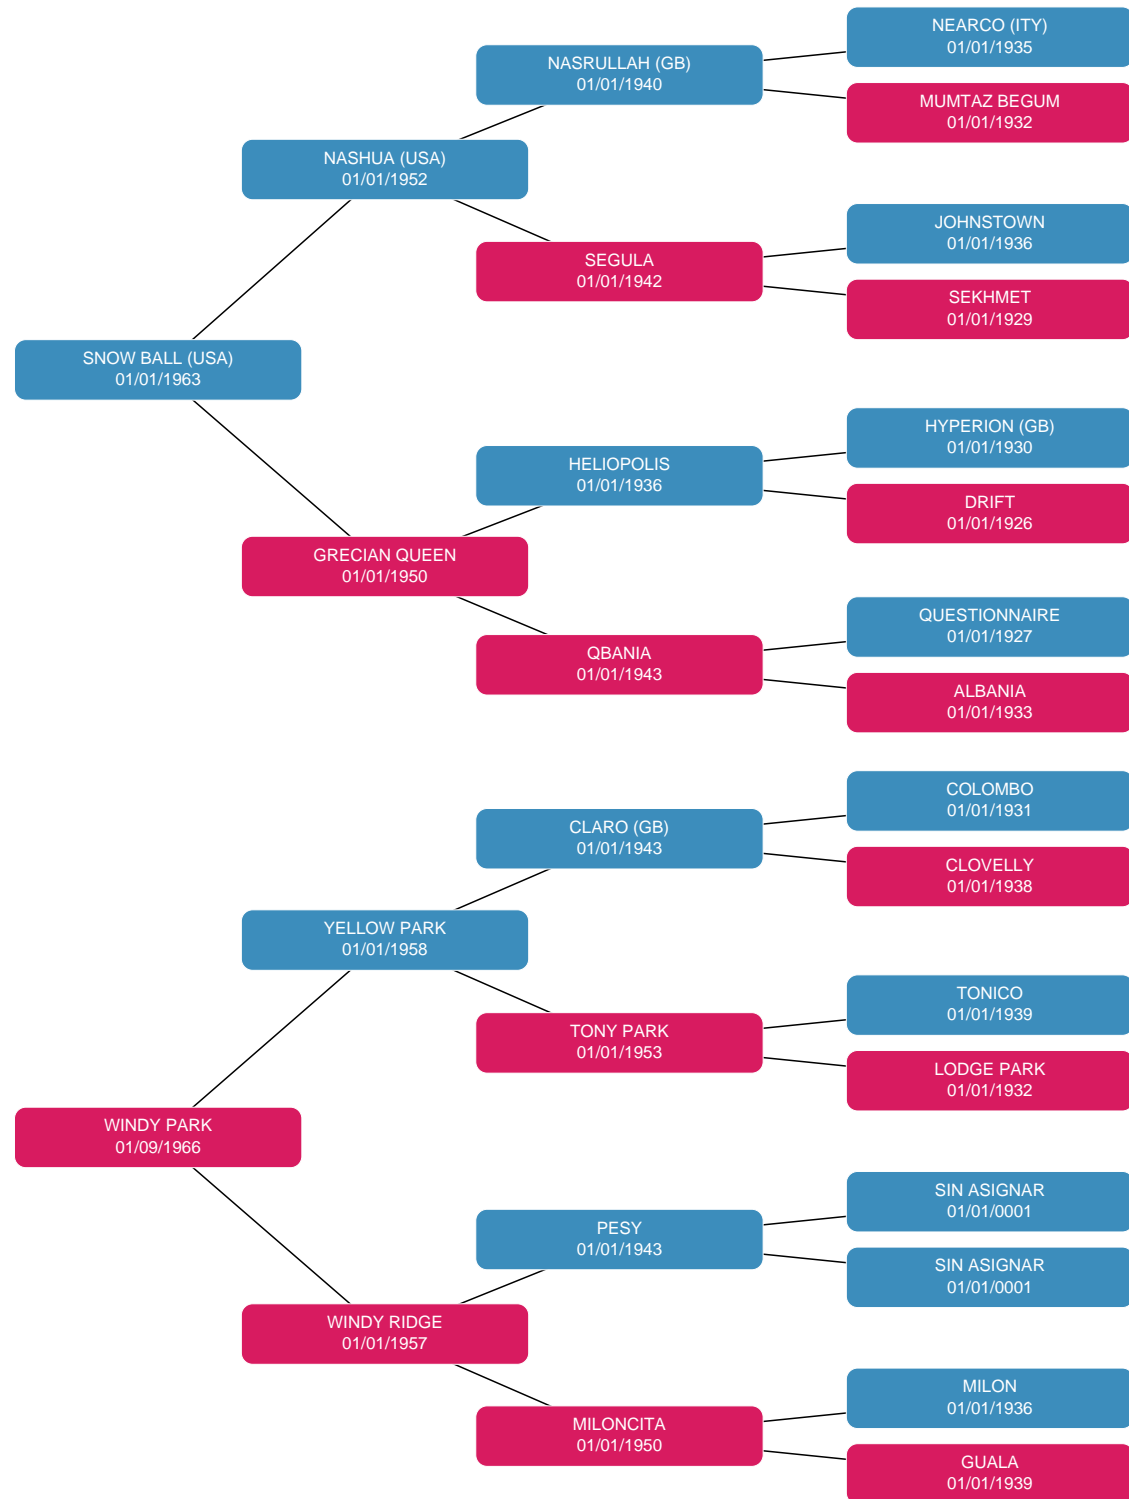 NEARCO (ITY)
01/01/1935
NASRULLAH (GB)
01/01/1940
MUMTAZ BEGUM
01/01/1932
NASHUA (USA)
01/01/1952
JOHNSTOWN
01/01/1936
SEGULA
01/01/1942
SEKHMET
01/01/1929
SNOW BALL (USA)
01/01/1963
HYPERION (GB)
01/01/1930
HELIOPOLIS
01/01/1936
DRIFT
01/01/1926
GRECIAN QUEEN
01/01/1950
QUESTIONNAIRE
01/01/1927
QBANIA
01/01/1943
ALBANIA
01/01/1933
COLOMBO
01/01/1931
CLARO (GB)
01/01/1943
CLOVELLY
01/01/1938
YELLOW PARK
01/01/1958
TONICO
01/01/1939
TONY PARK
01/01/1953
LODGE PARK
01/01/1932
WINDY PARK
01/09/1966
SIN ASIGNAR
01/01/0001
PESY
01/01/1943
SIN ASIGNAR
01/01/0001
WINDY RIDGE
01/01/1957
MILON
01/01/1936
MILONCITA
01/01/1950
GUALA
01/01/1939